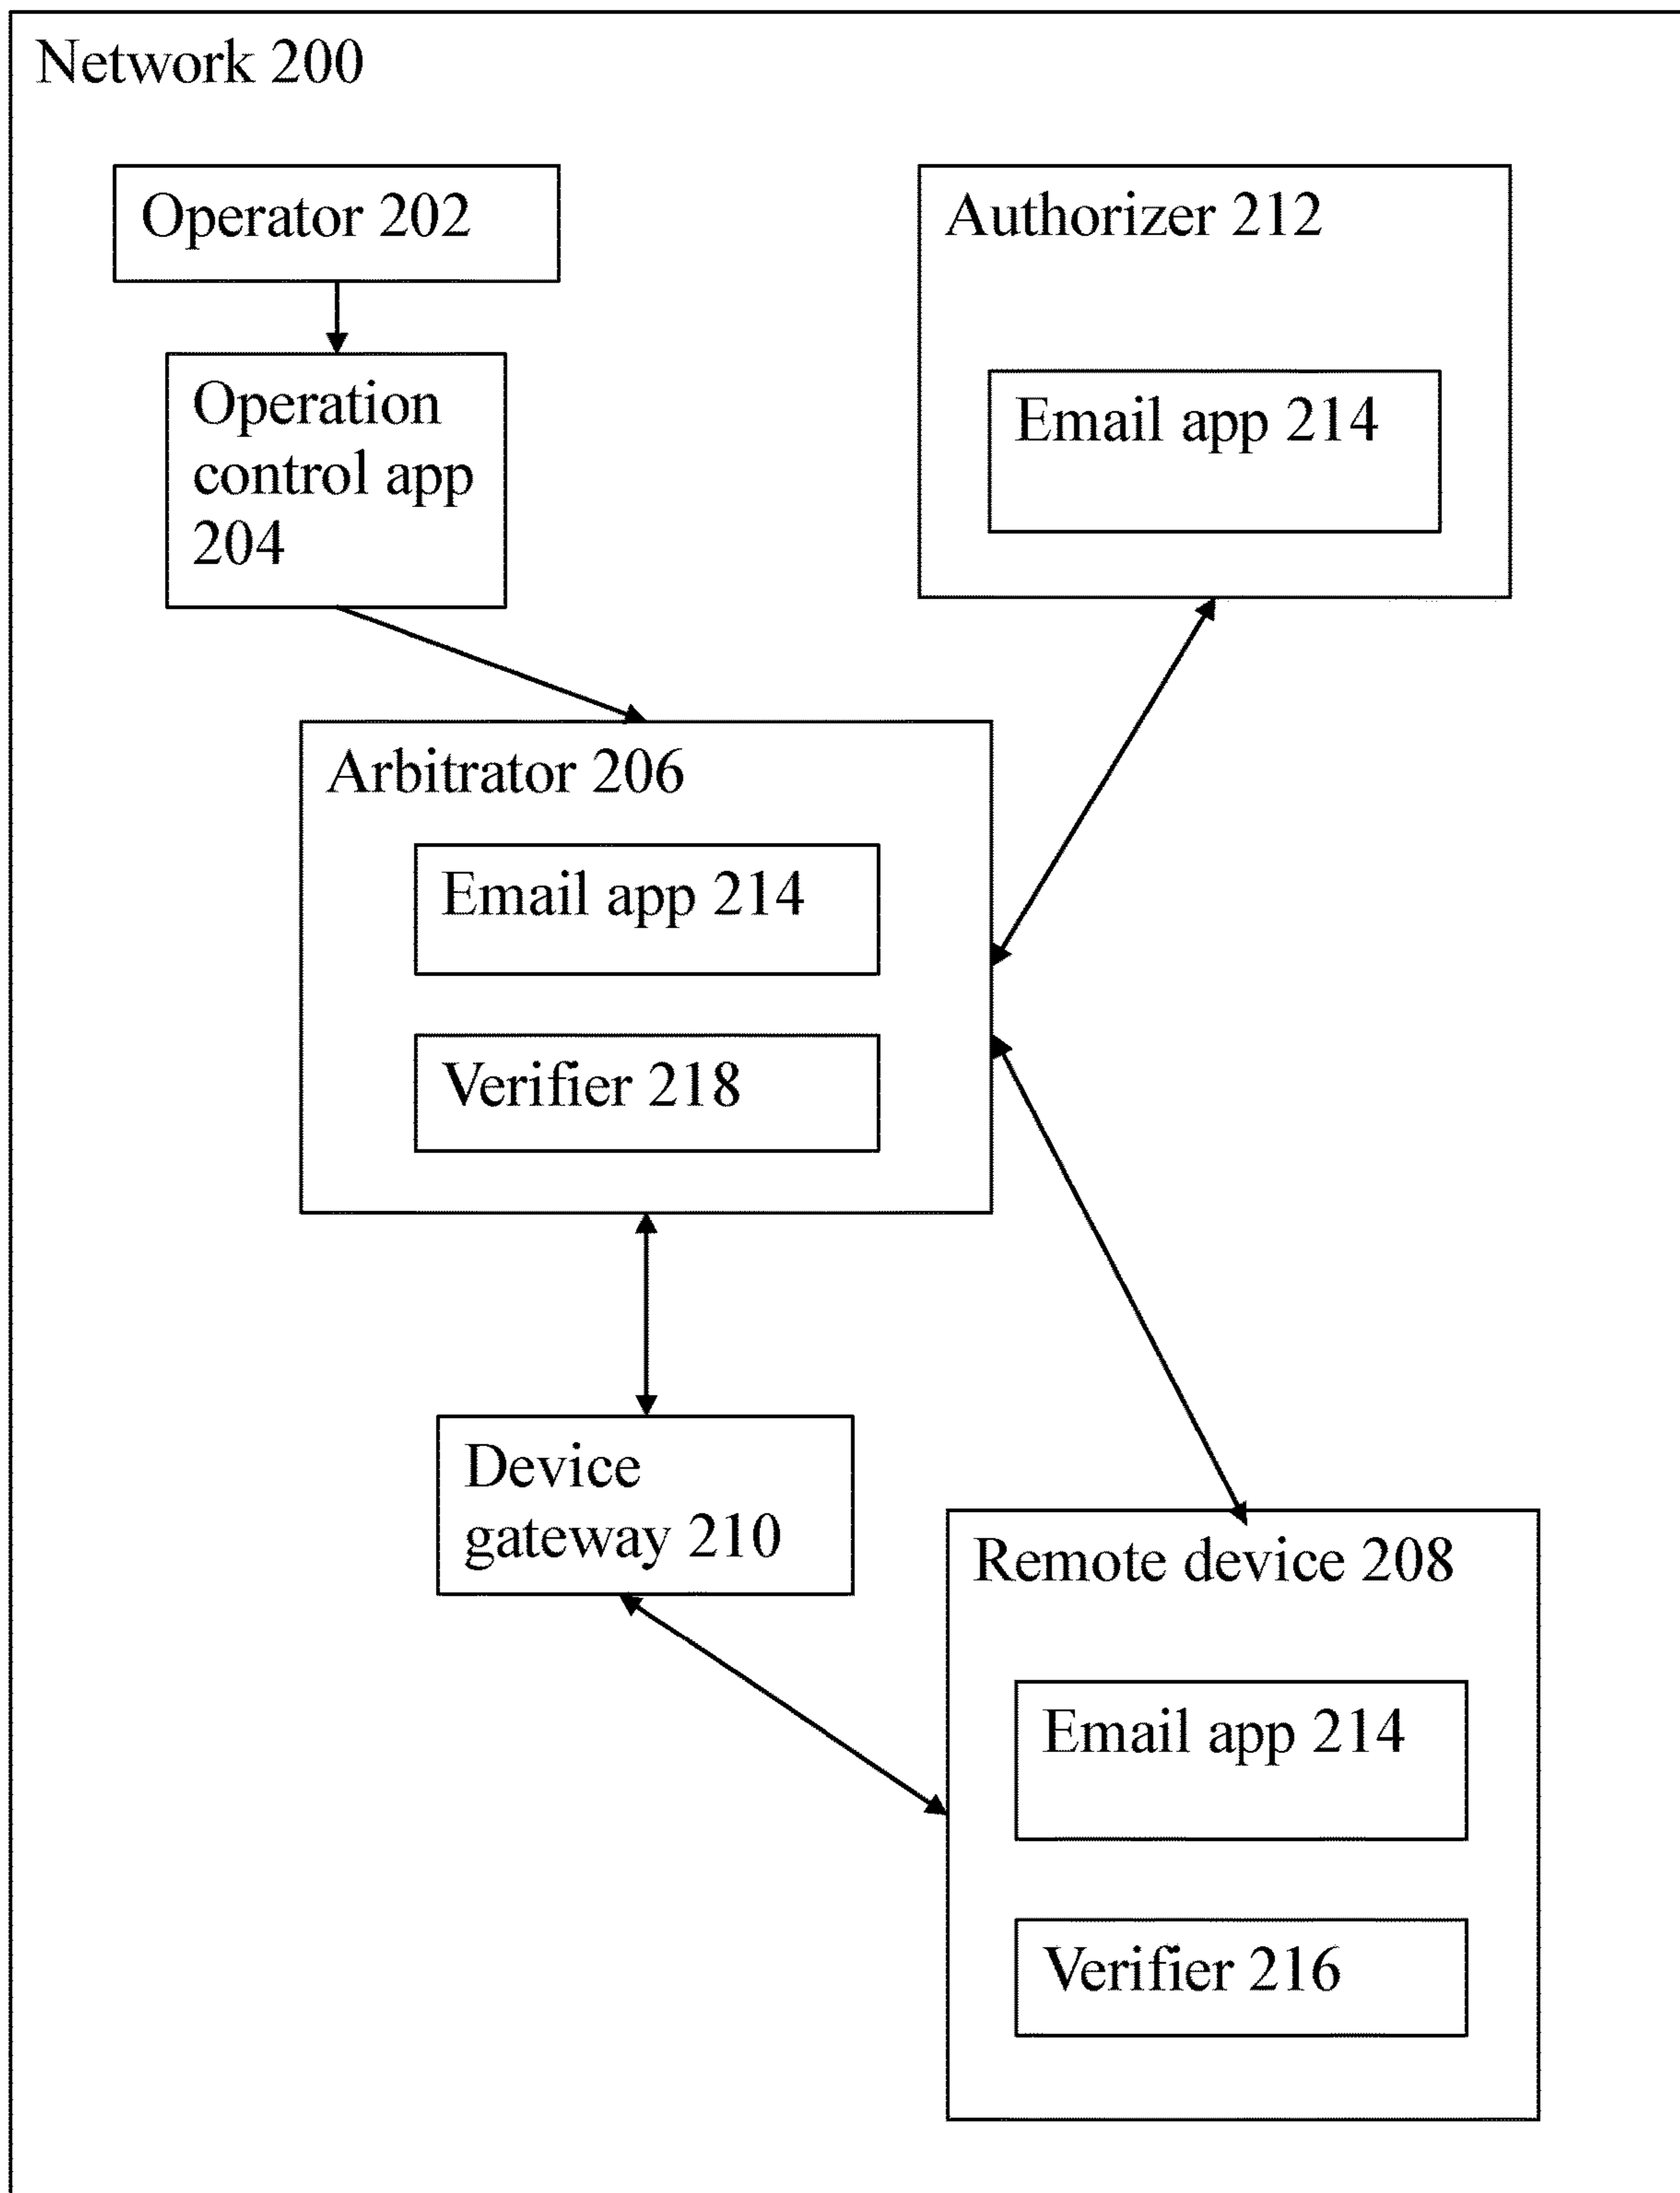 Network 200
Operator 202
Operation
control app
204
Authorizer 212
Email app 214
Arbitrator 206
Email app 214
Verifier 218
Device
gateway 210
Remote device 208
Email app 214
Verifier 216